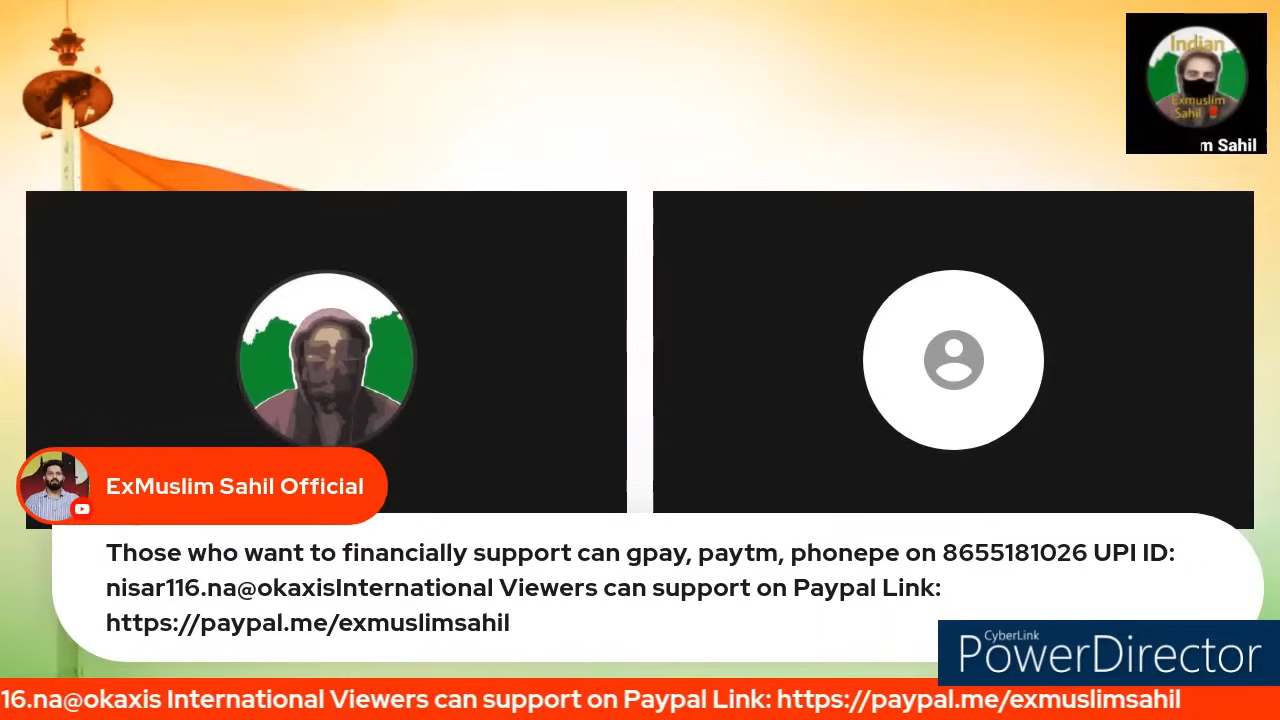 Indian
Exmuslim
Sahil
m Sahil
ExMuslim Sahil Official
Those who want to financially support can gpay, paytm, phonepe on 8655181026 UPI ID:
nisar116.na@okaxisInternational Viewers can support on Paypal Link:
https://paypal.me/exmuslimsahil
CyberLink
PowerDirector
16.na@okaxis International Viewers can support on Paypal Link: https://paypal.me/exmuslimsahil